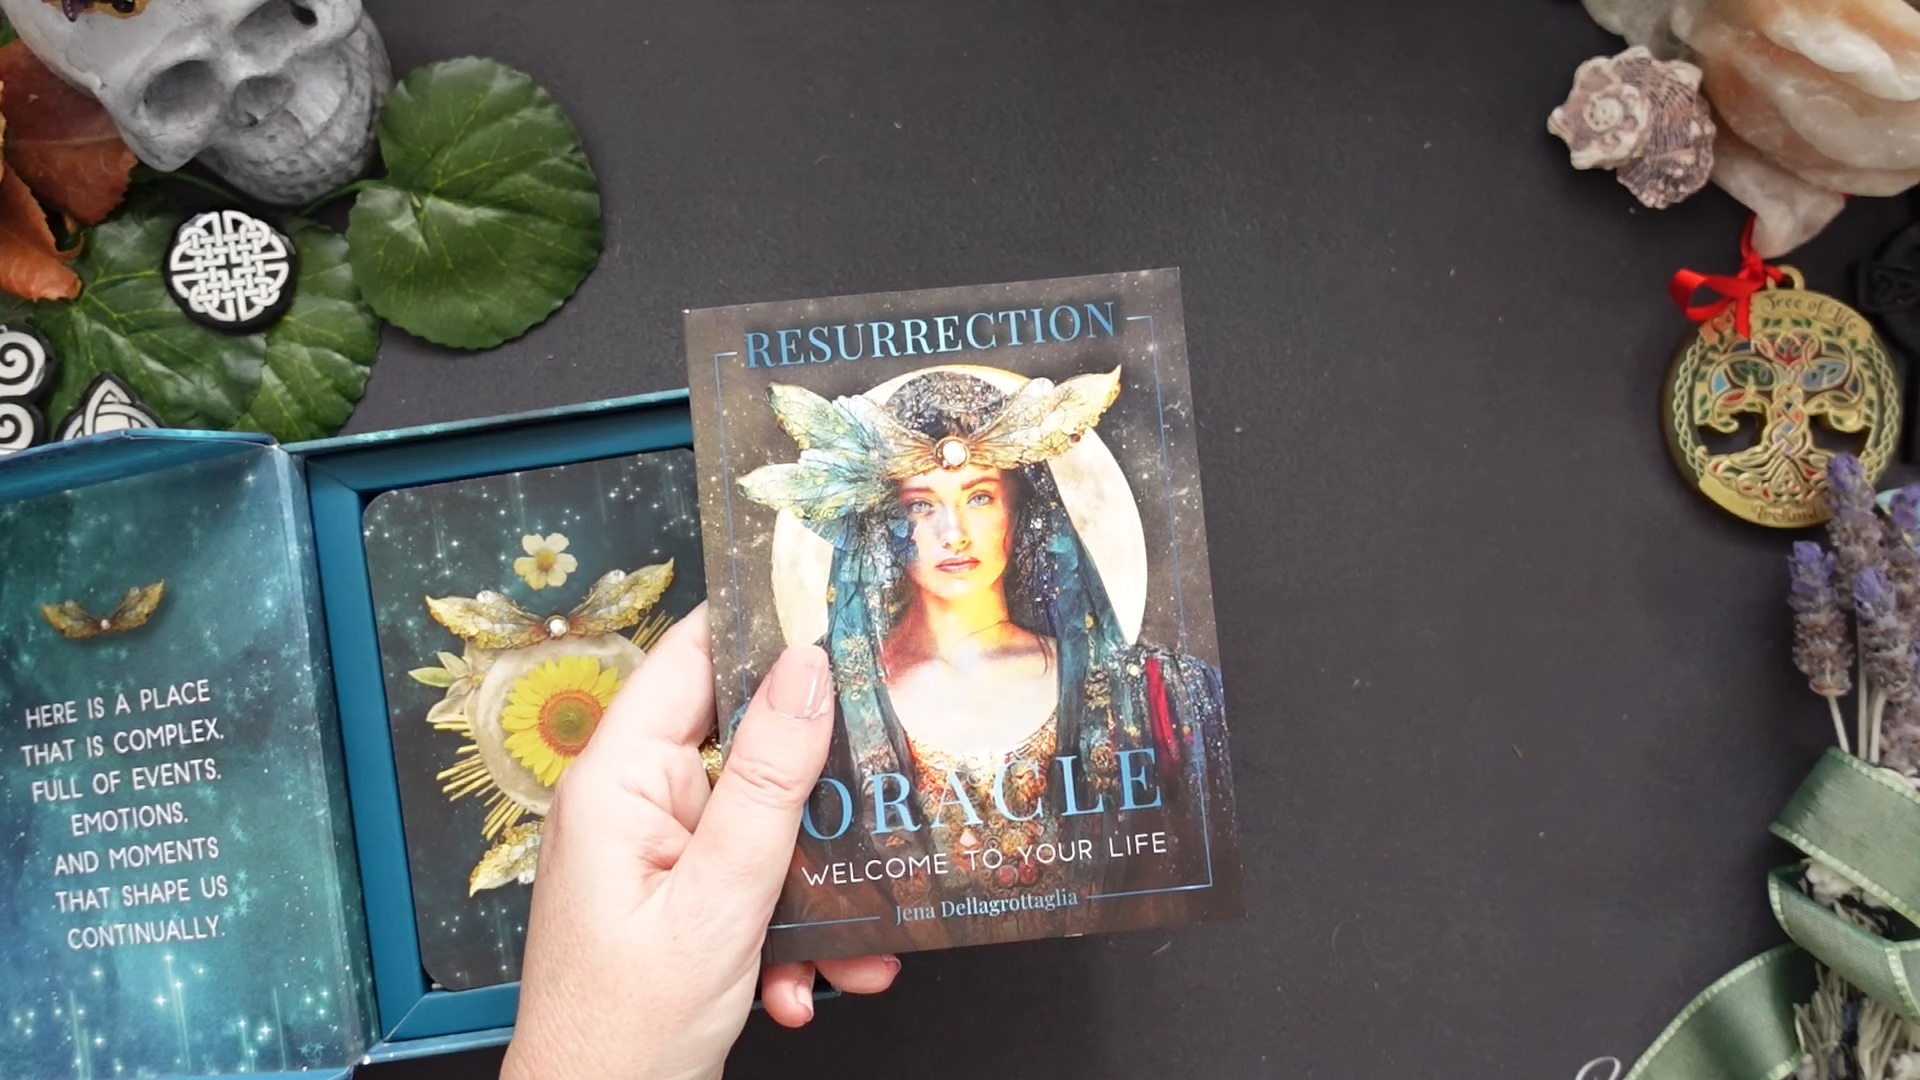 RESURRECTION
ORACLE
WELCOME TO YOUR LIFE
Jena Dellagrottaglia
HERE IS A PLACE
THAT IS COMPLEX,
FULL OF EVENTS,
EMOTIONS,
AND MOMENTS
THAT SHAPE US
CONTINUALLY.
Tree of Life
Ireland